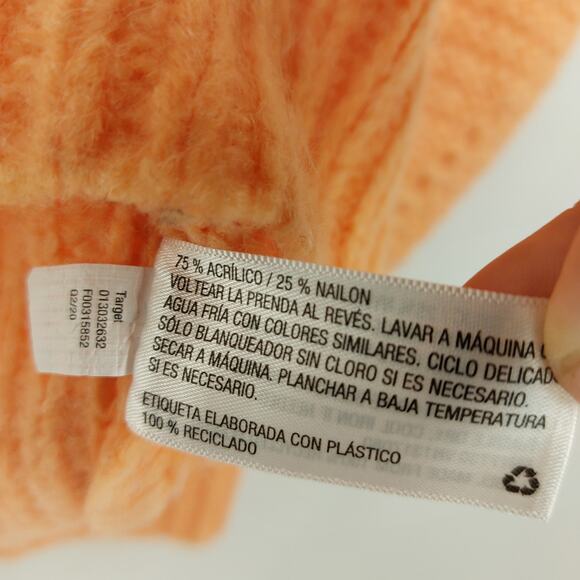 Target
013032632
F00315852
Q2/20
75 % ACRÍLICO / 25 % NAILON
VOLTEAR LA PRENDA AL REVÉS. LAVAR A MÁQUINA
AGUA FRÍA CON COLORES SIMILARES. CICLO DELICAD
SÓLO BLANQUEADOR SIN CLORO SI ES NECESARIO.
SECAR A MÁQUINA. PLANCHAR A BAJA TEMPERATURA
SI ES NECESARIO.
ETIQUETA ELABORADA CON PLÁSTICO
100 % RECICLADO